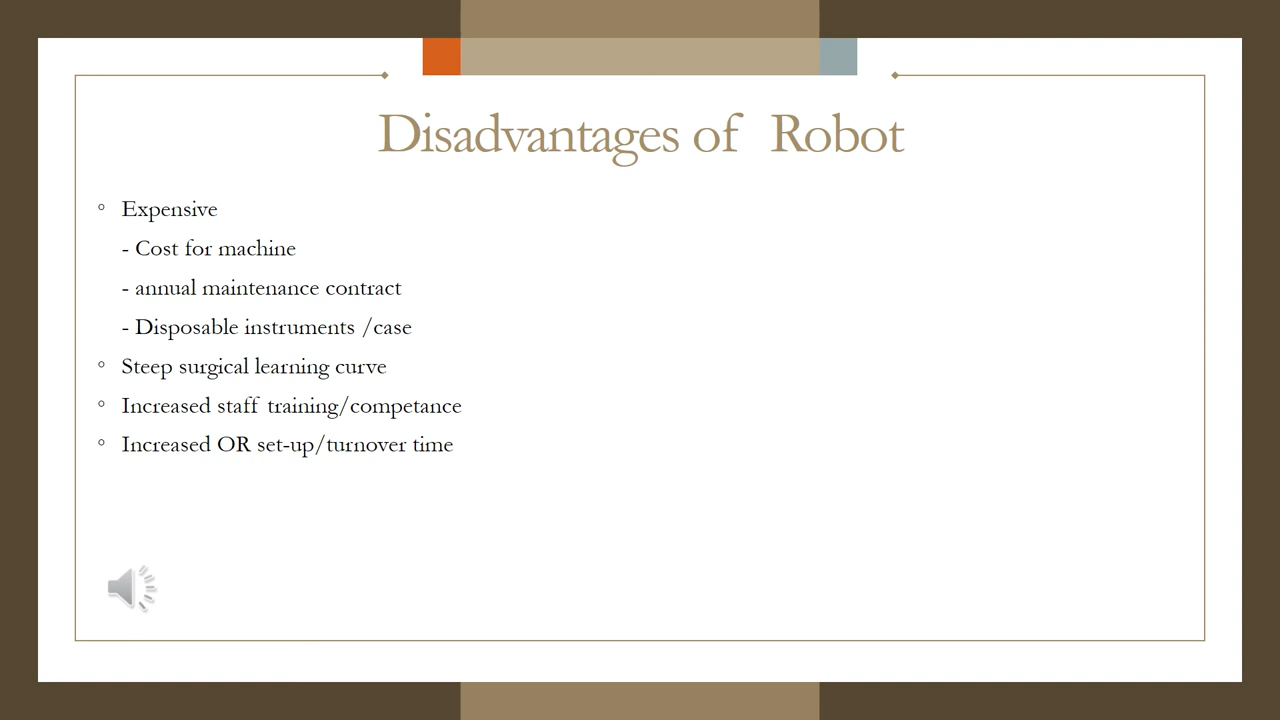 Disadvantages of Robot
° Expensive
- Cost for machine
- annual maintenance contract
- Disposable instruments /case
° Steep surgical learning curve
° Increased staff training/competance
° Increased OR set-up/turnover time